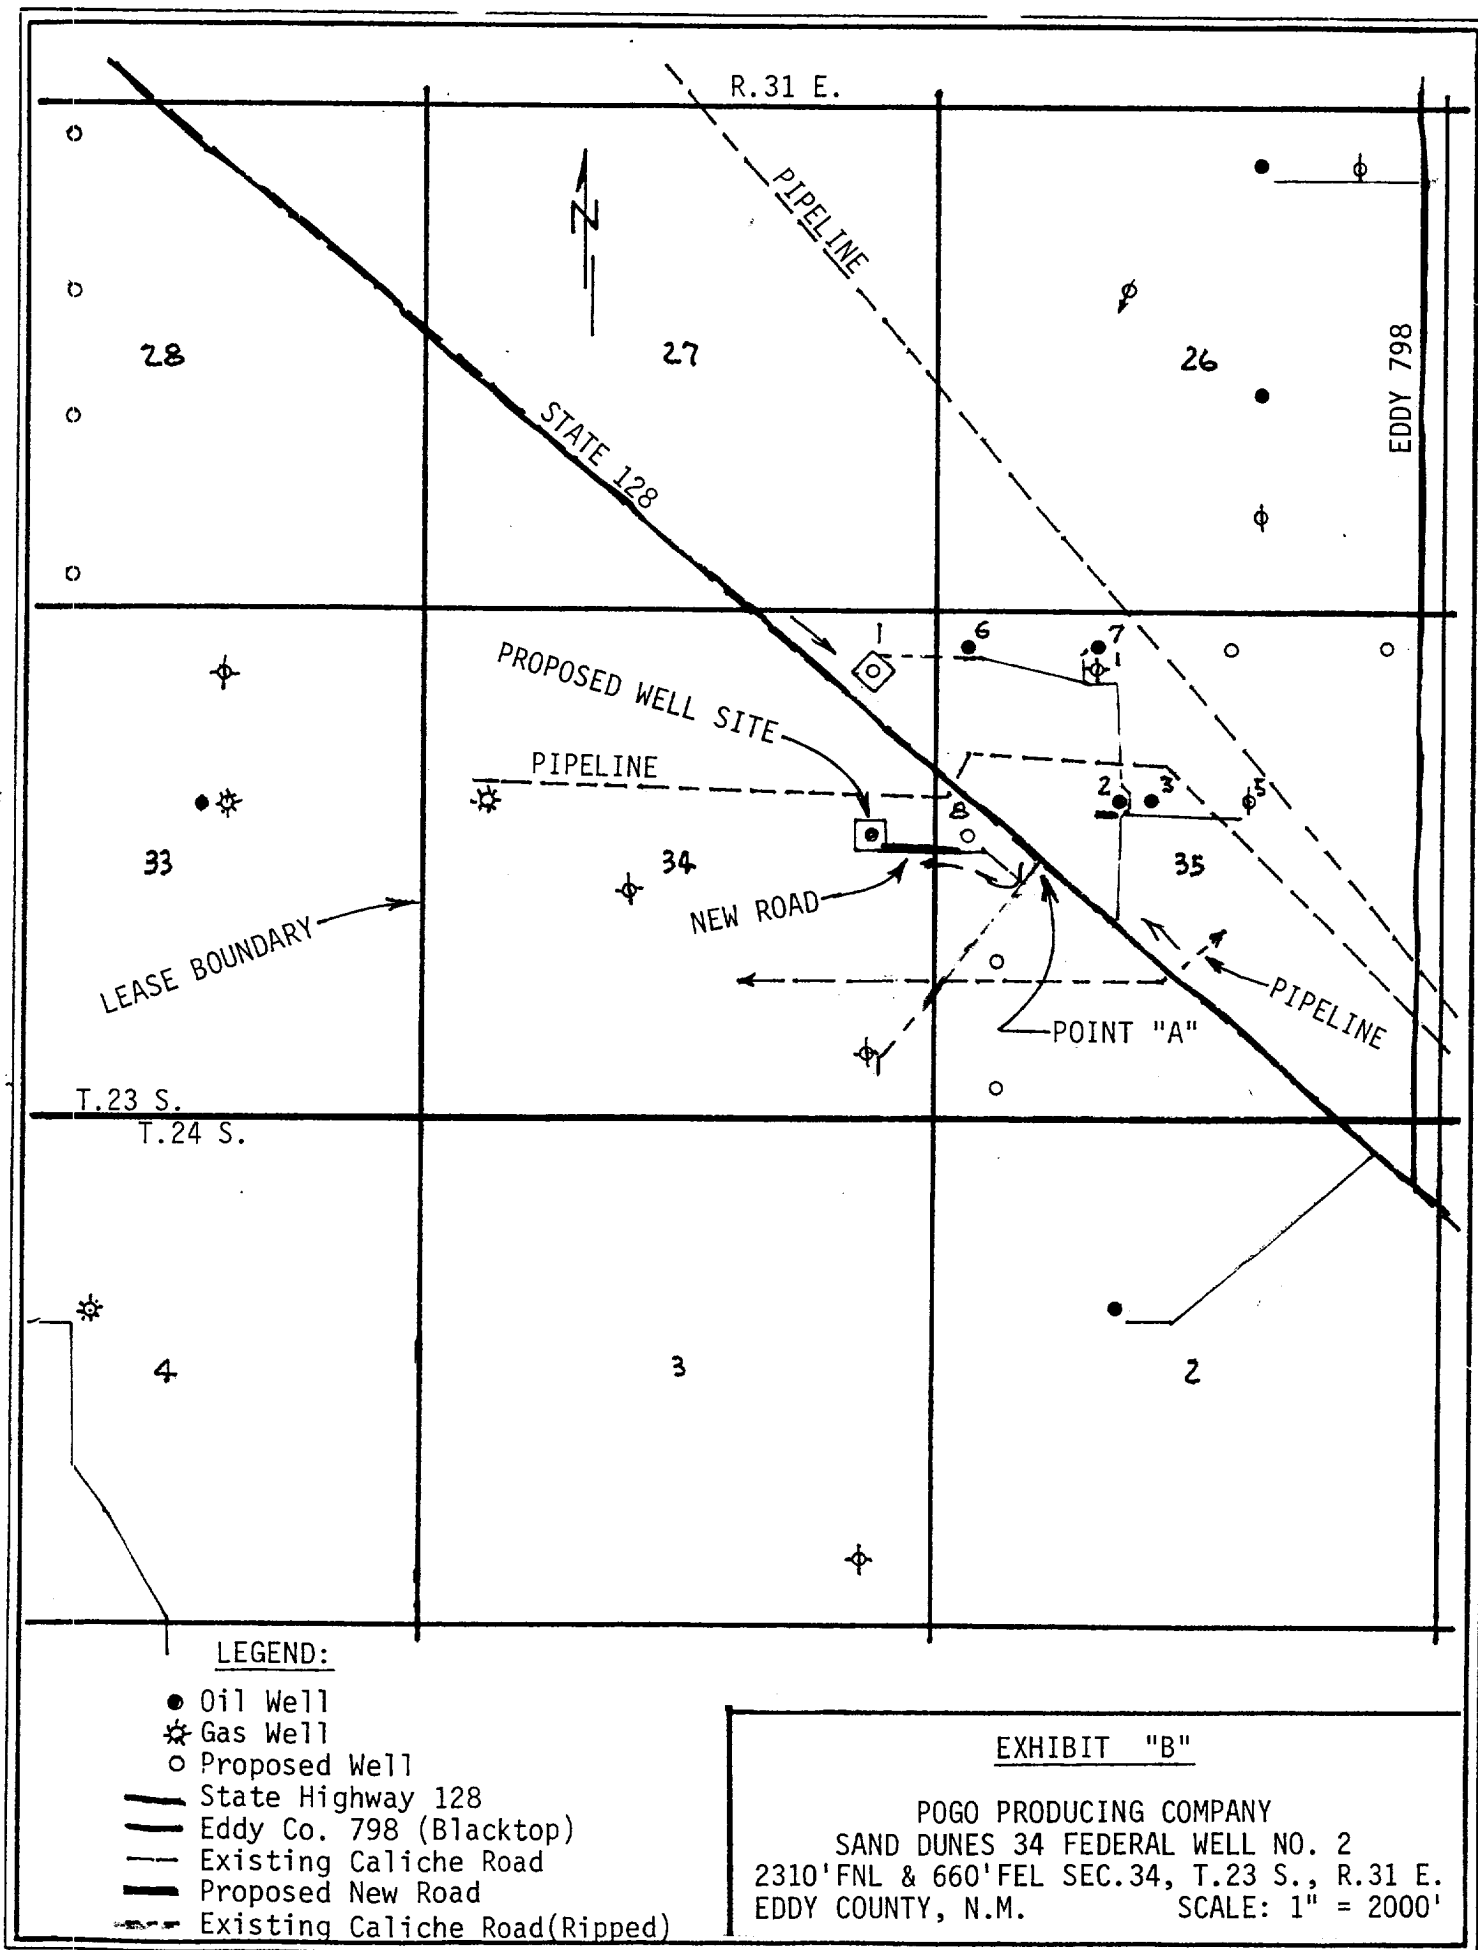 R.31 E.
N
PIPELINE
28
27
26
EDDY 798
STATE 128
1
6
7
1
PROPOSED WELL SITE
PIPELINE
8
2
3
5
33
34
35
NEW ROAD
LEASE BOUNDARY
PIPELINE
POINT "A"
1
T.23 S.
T.24 S.
4
3
2
LEGEND:
Oil Well
Gas Well
Proposed Well
State Highway 128
Eddy Co. 798 (Blacktop)
Existing Caliche Road
Proposed New Road
Existing Caliche Road(Ripped)
EXHIBIT "B"
POGO PRODUCING COMPANY
SAND DUNES 34 FEDERAL WELL NO. 2
2310'FNL & 660'FEL SEC.34, T.23 S., R.31 E.
EDDY COUNTY, N.M. SCALE: 1" = 2000'